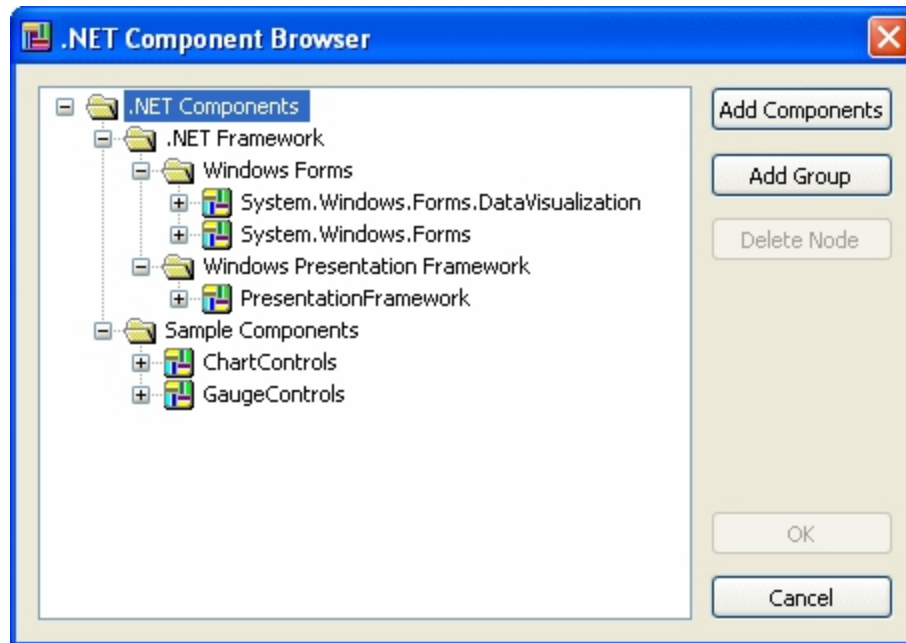 .NET Component Browser
.NET Components
.NET Framework
Windows Forms
System.Windows.Forms.DataVisualization
System.Windows.Forms
Windows Presentation Framework
PresentationFramework
Sample Components
ChartControls
GaugeControls
Add Components
Add Group
Delete Node
OK
Cancel